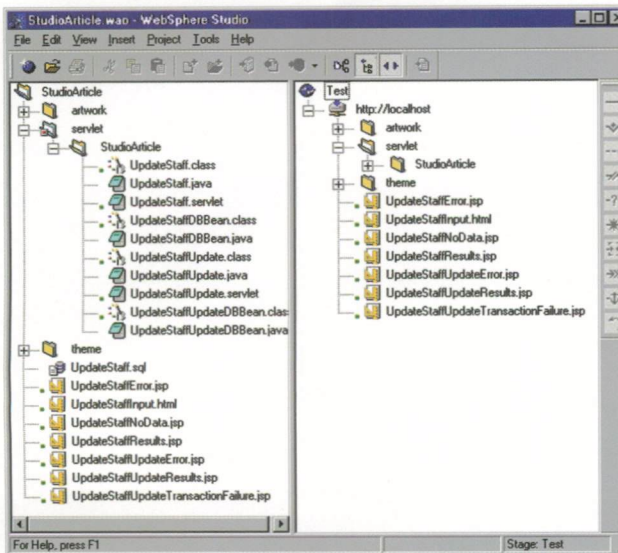 StudioArticle.wao - WebSphere Studio
File Edit View Insert Project Tools Help
StudioArticle
artwork
servlet
StudioArticle
UpdateStaff.class
UpdateStaff.java
UpdateStaff.servlet
UpdateStaffDBBean.class
UpdateStaffDBBean.java
UpdateStaffUpdate.class
UpdateStaffUpdate.java
UpdateStaffUpdate.servlet
UpdateStaffUpdateDBBean.clas
UpdateStaffUpdateDBBean.java
theme
UpdateStaff.sql
UpdateStaffError.jsp
UpdateStaffInput.html
UpdateStaffNoData.jsp
UpdateStaffResults.jsp
UpdateStaffUpdateError.jsp
UpdateStaffUpdateResults.jsp
UpdateStaffUpdateTransactionFailure.jsp
Test
http://localhost
artwork
servlet
StudioArticle
theme
UpdateStaffError.jsp
UpdateStaffInput.html
UpdateStaffNoData.jsp
UpdateStaffResults.jsp
UpdateStaffUpdateError.jsp
UpdateStaffUpdateResults.jsp
UpdateStaffUpdateTransactionFailure.jsp
For Help, press F1
Stage: Test